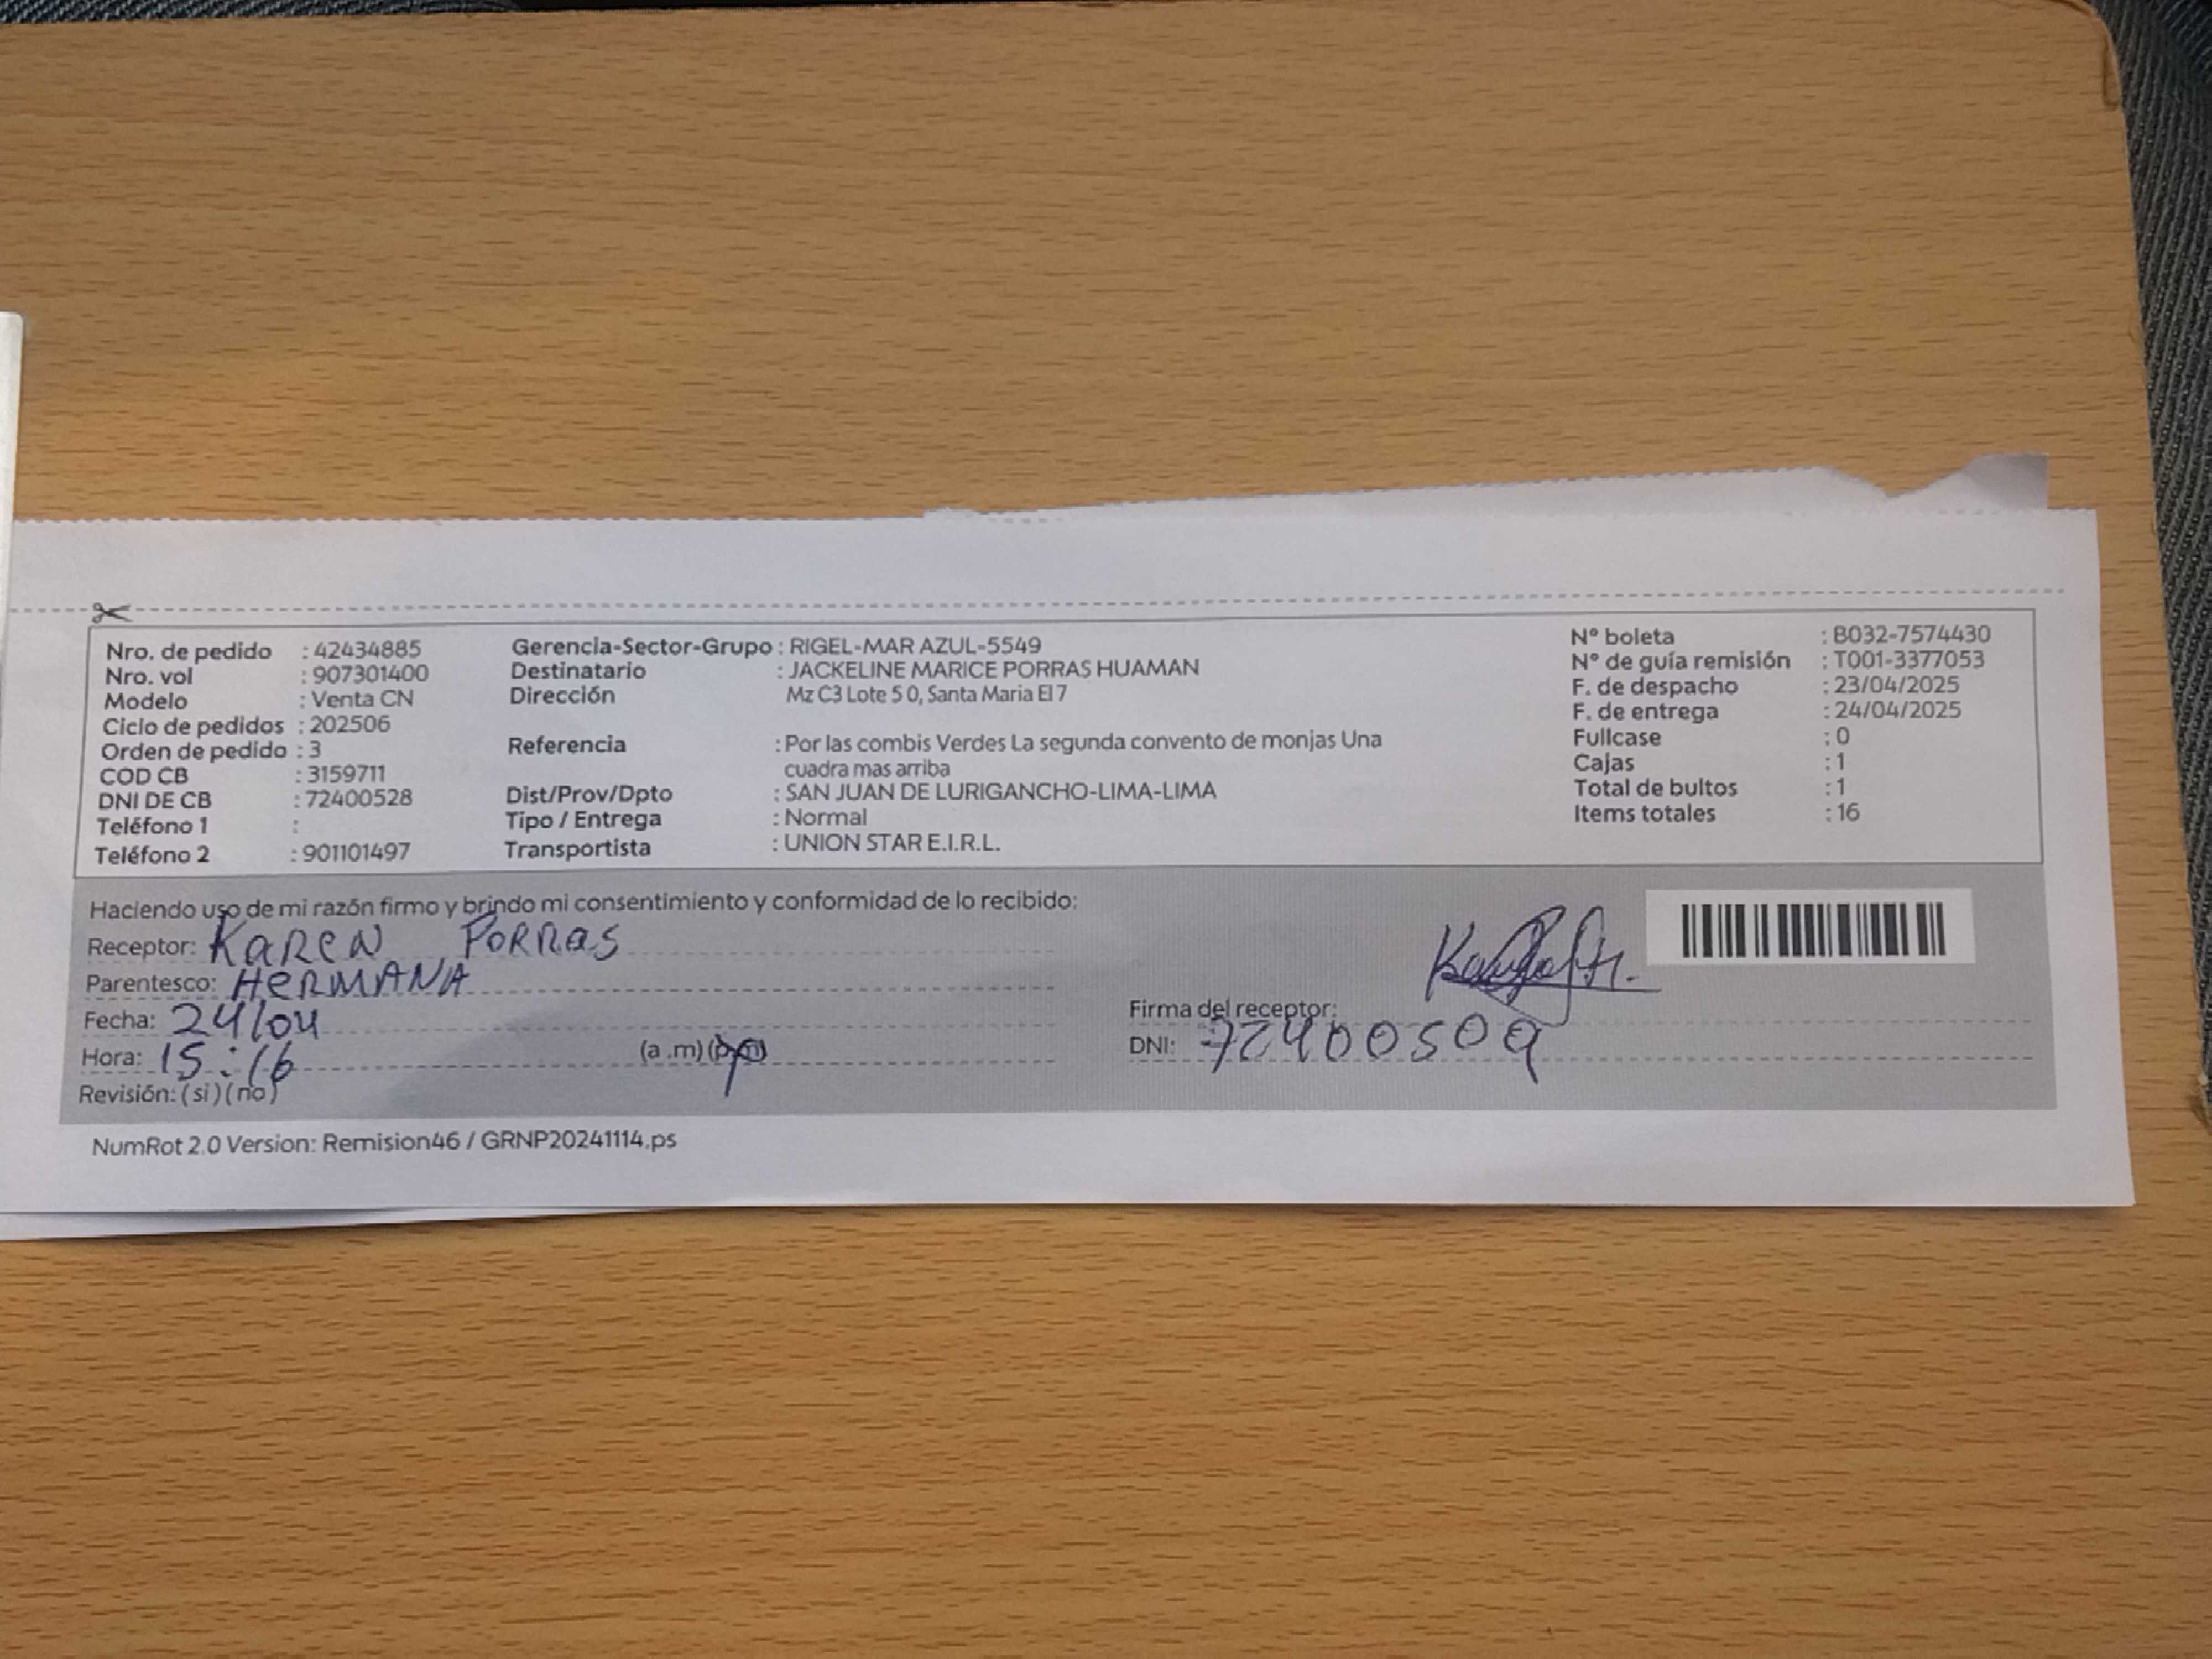 Nro. de pedido : 42434885
Nro. vol : 907301400
Modelo : Venta CN
Ciclo de pedidos : 202506
Orden de pedido : 3
COD CB : 3159711
DNI DE CB : 72400528
Teléfono 1 :
Teléfono 2 : 901101497
Gerencia-Sector-Grupo : RIGEL-MAR AZUL-5549
Destinatario : JACKELINE MARICE PORRAS HUAMAN
Dirección Mz C3 Lote 5 0, Santa Maria El 7
Referencia : Por las combis Verdes La segunda convento de monjas Una
cuadra mas arriba
Dist/Prov/Dpto : SAN JUAN DE LURIGANCHO-LIMA-LIMA
Tipo / Entrega : Normal
Transportista : UNION STAR E.I.R.L.
N° boleta : B032-7574430
N° de guía remisión : T001-3377053
F. de despacho : 23/04/2025
F. de entrega : 24/04/2025
Fullcase : 0
Cajas : 1
Total de bultos : 1
Items totales : 16
Haciendo uso de mi razón firmo y brindo mi consentimiento y conformidad de lo recibido:
Receptor: KAREN PORRAS
Parentesco: HERMANA
Fecha: 24/04
Hora: 15:16 (a .m) (p.m)
Revisión: (si) (no)
Firma del receptor:
DNI: 72400509
NumRot 2.0 Version: Remision46 / GRNP20241114.ps